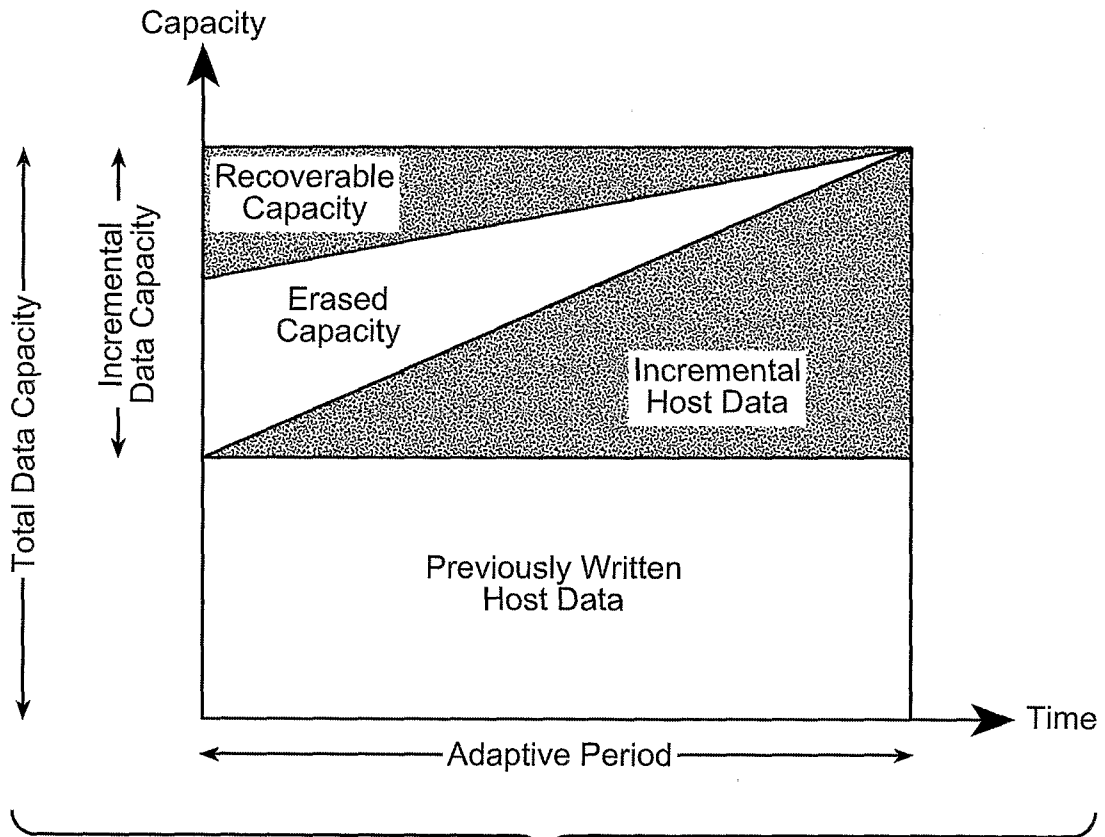 Capacity
Recoverable
Capacity
Incremental
Data Capacity
Total Data Capacity
Erased
Capacity
Incremental
Host Data
Previously Written
Host Data
Time
Adaptive Period